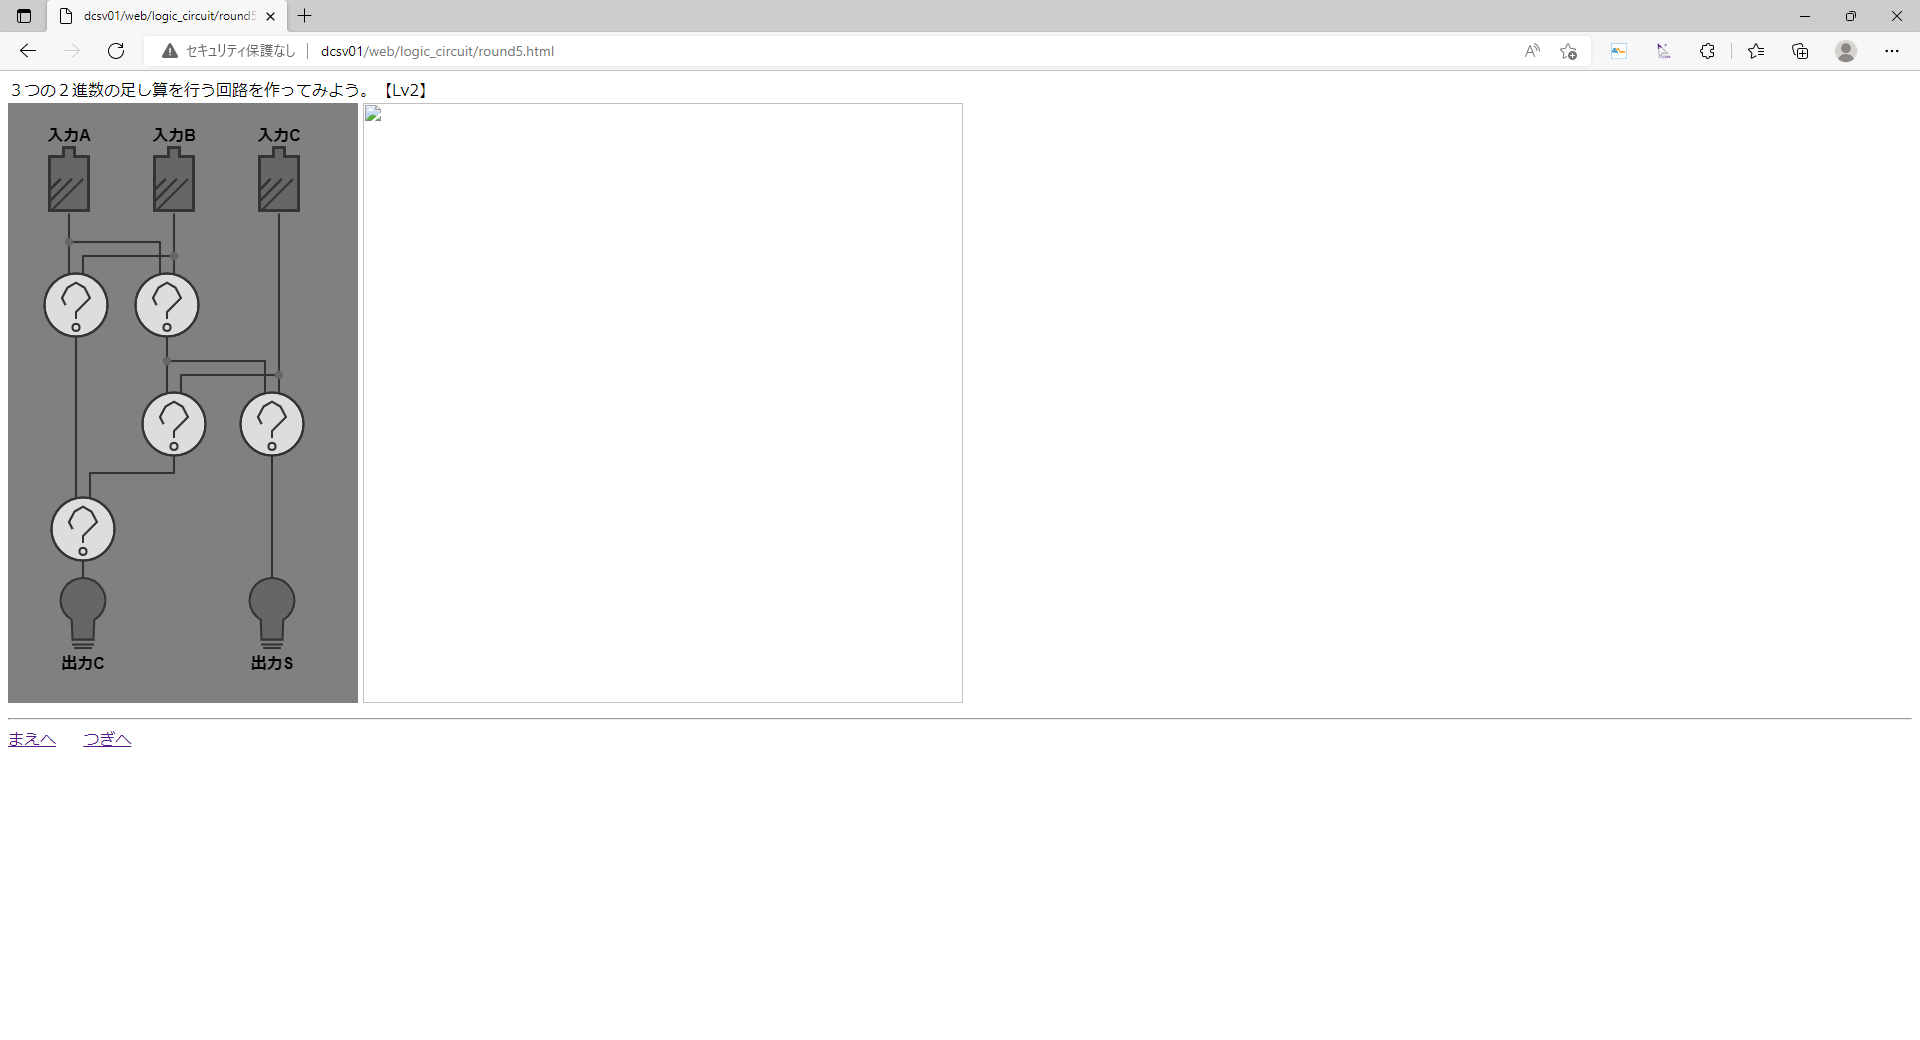 dcsv01/web/logic_circuit/round5
セキュリティ保護なし
dcsv01/web/logic_circuit/round5.html
３つの２進数の足し算を行う回路を作ってみよう。【Lv2】
入力A 入力B 入力C
出力C 出力S
まえへ つぎへ